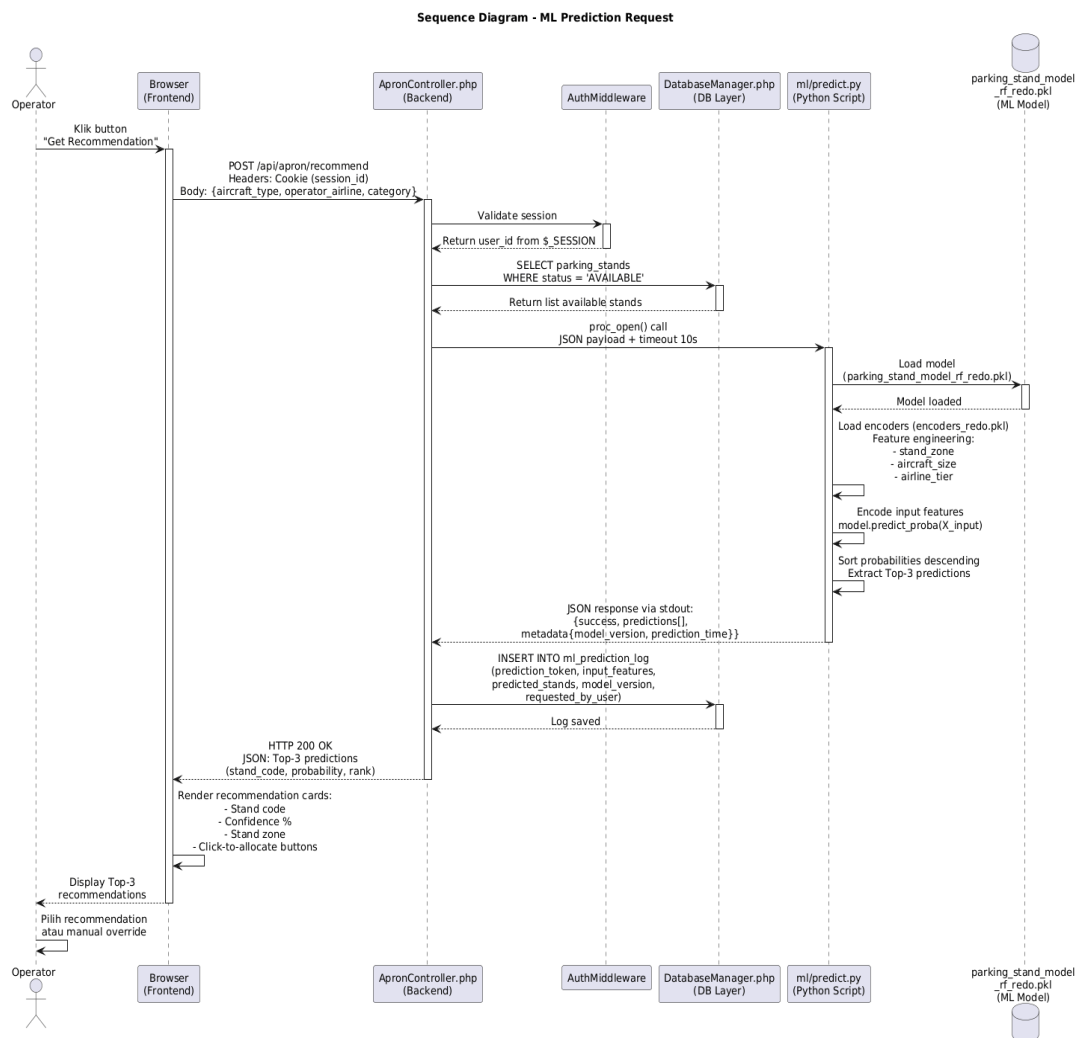 Sequence Diagram - ML Prediction Request
Operator
Browser
(Frontend)
ApronController.php
(Backend)
AuthMiddleware
DatabaseManager.php
(DB Layer)
ml/predict.py
(Python Script)
parking_stand_model
_rf_redo.pkl
(ML Model)
Klik button
"Get Recommendation"
POST /api/apron/recommend
Headers: Cookie (session_id)
Body: {aircraft_type, operator_airline, category}
Validate session
Return user_id from $_SESSION
SELECT parking_stands
WHERE status = 'AVAILABLE'
Return list available stands
proc_open() call
JSON payload + timeout 10s
Load model
(parking_stand_model_rf_redo.pkl)
Model loaded
Load encoders (encoders_redo.pkl)
Feature engineering:
- stand_zone
- aircraft_size
- airline_tier
Encode input features
model.predict_proba(X_input)
Sort probabilities descending
Extract Top-3 predictions
JSON response via stdout:
{success, predictions[],
metadata{model_version, prediction_time}}
INSERT INTO ml_prediction_log
(prediction_token, input_features,
predicted_stands, model_version,
requested_by_user)
Log saved
HTTP 200 OK
JSON: Top-3 predictions
(stand_code, probability, rank)
Render recommendation cards:
- Stand code
- Confidence %
- Stand zone
- Click-to-allocate buttons
Display Top-3
recommendations
Pilih recommendation
atau manual override
Operator
Browser
(Frontend)
ApronController.php
(Backend)
AuthMiddleware
DatabaseManager.php
(DB Layer)
ml/predict.py
(Python Script)
parking_stand_model
_rf_redo.pkl
(ML Model)